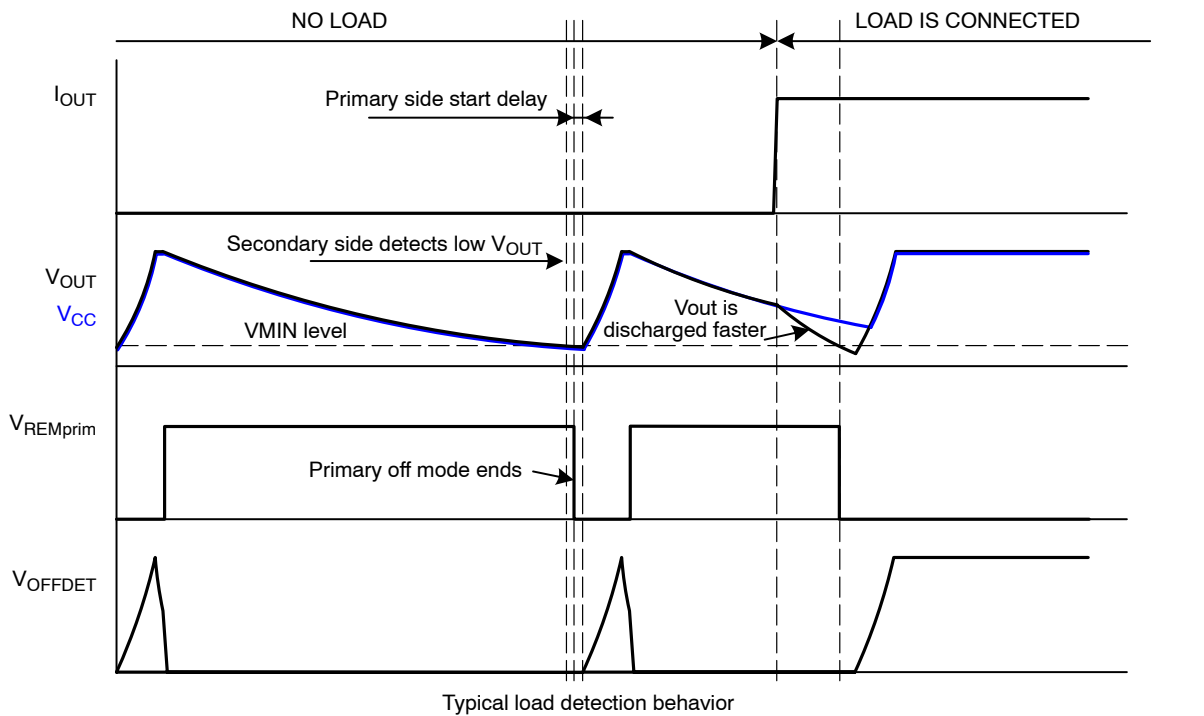 NO LOAD
LOAD IS CONNECTED
IOUT
Primary side start delay
Secondary side detects low VOUT
VOUT
VCC
VMIN level
Vout is
discharged faster
VREMprim
Primary off mode ends
VOFFDET
Typical load detection behavior